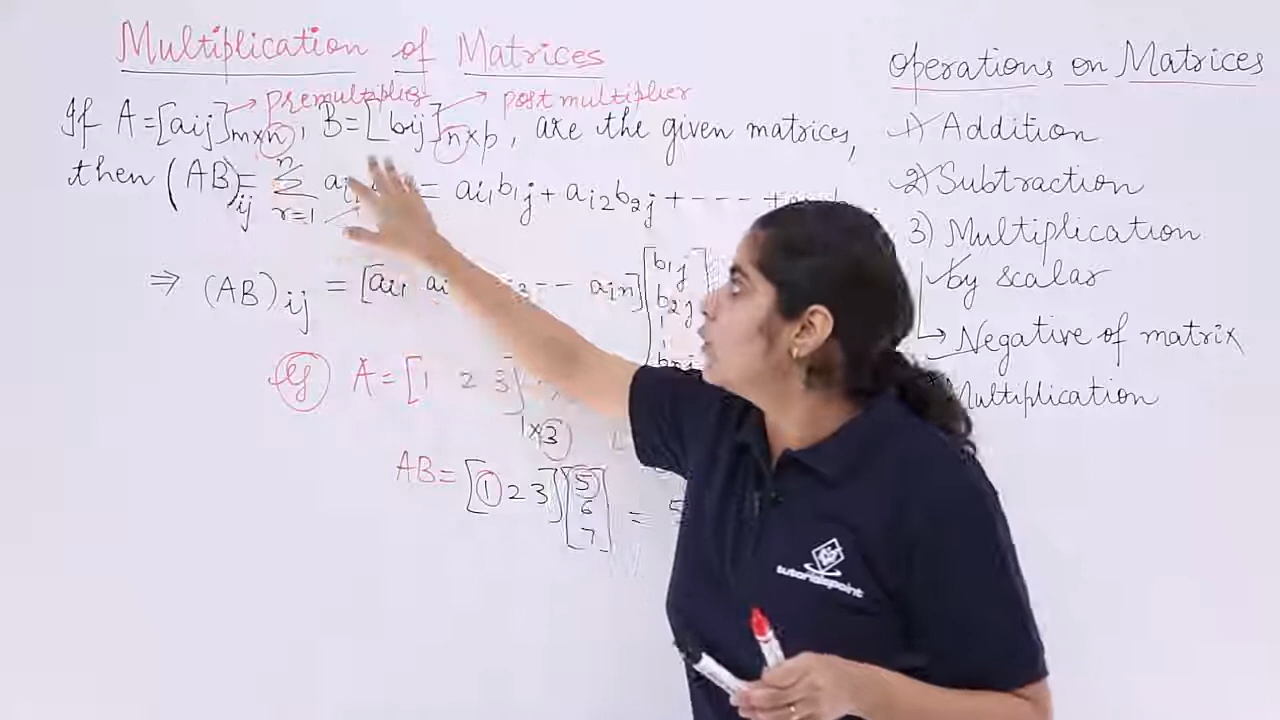 Multiplication of Matrices
→ premultiplier → post multiplier
If A = [aij]m×n, B = [bij]n×p, are the given matrices,
then (AB)ij = n Σ r=1 = ai1b1j + ai2b2j + - - - +
⇒ (AB)ij = [ai1 - - ain] [b1j b2j
eg A = [1 2 3] 1×3
AB = [1 2 3] [5 6 7] = 5
operations on Matrices
1) Addition
2) Subtraction
3) Multiplication
by scalar
→ Negative of matrix
Multiplication
tutorialspoint